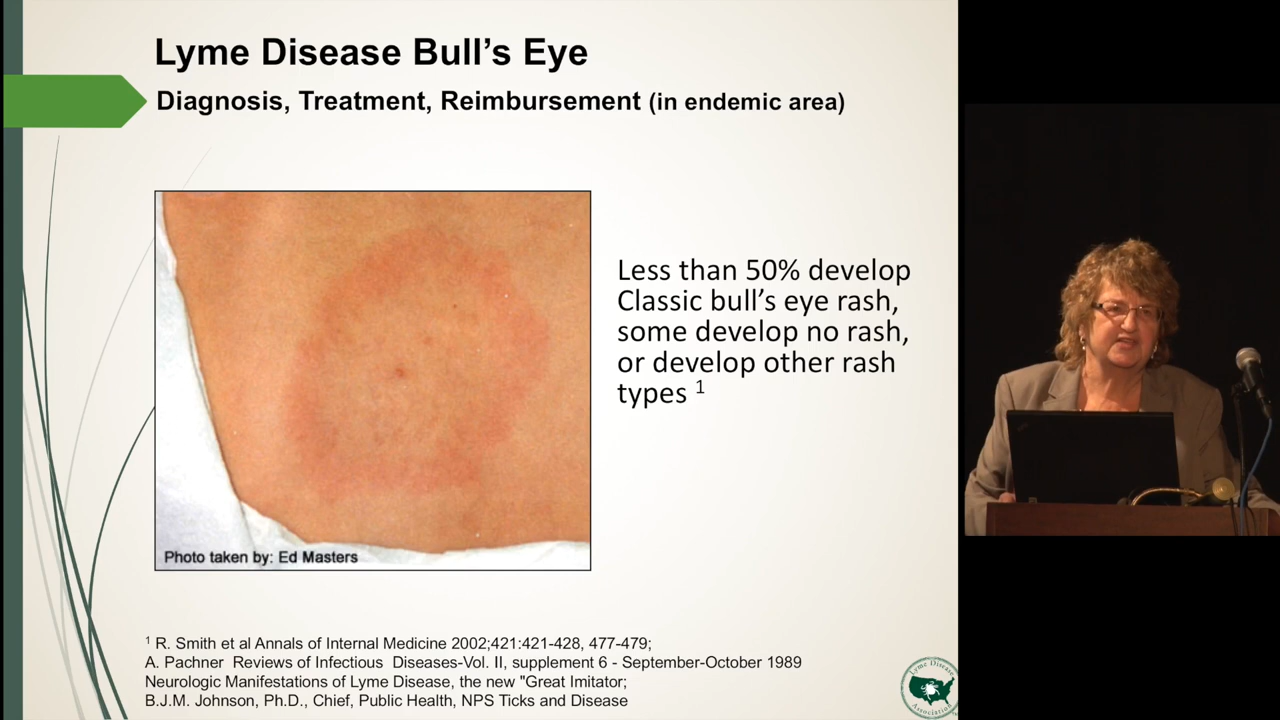 Lyme Disease Bull’s Eye
Diagnosis, Treatment, Reimbursement (in endemic area)
Less than 50% develop
Classic bull’s eye rash,
some develop no rash,
or develop other rash
types 1
Photo taken by: Ed Masters
1 R. Smith et al Annals of Internal Medicine 2002;421:421-428, 477-479;
A. Pachner Reviews of Infectious Diseases-Vol. II, supplement 6 - September-October 1989
Neurologic Manifestations of Lyme Disease, the new "Great Imitator;
B.J.M. Johnson, Ph.D., Chief, Public Health, NPS Ticks and Disease
Lyme Disease
Association